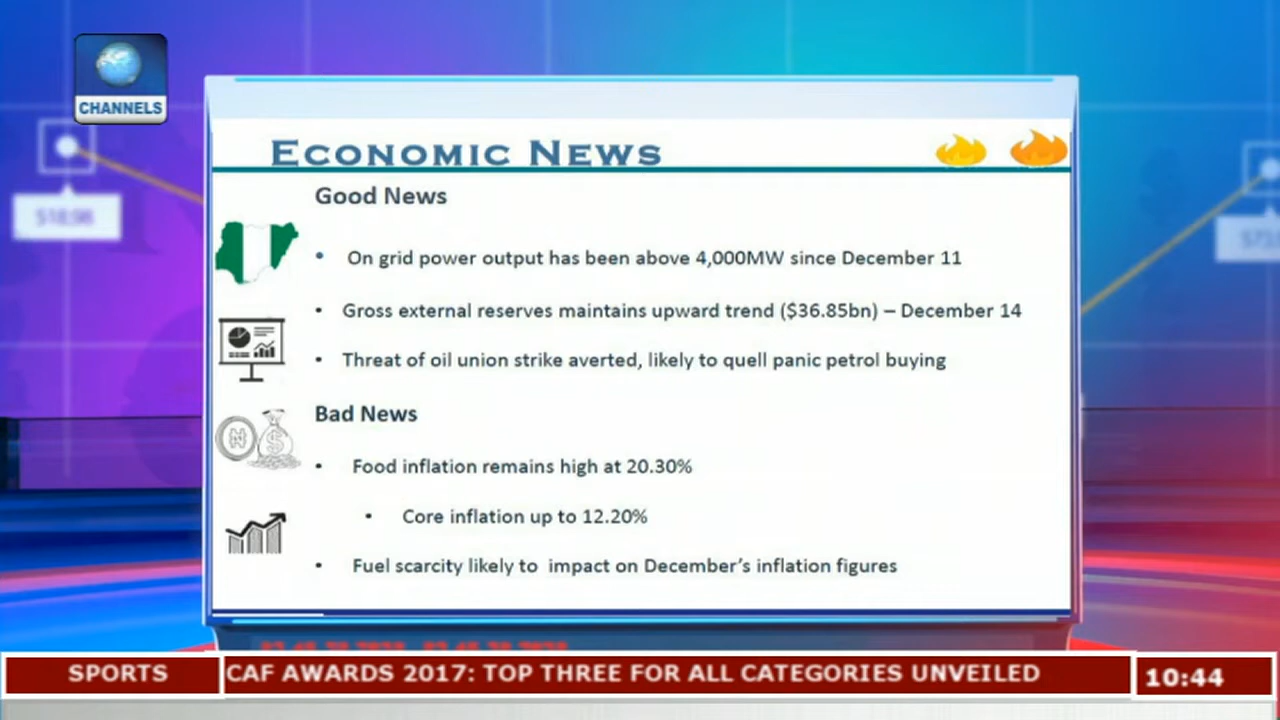 CHANNELS
ECONOMIC NEWS
Good News
• On grid power output has been above 4,000MW since December 11
• Gross external reserves maintains upward trend ($36.85bn) – December 14
• Threat of oil union strike averted, likely to quell panic petrol buying
Bad News
• Food inflation remains high at 20.30%
• Core inflation up to 12.20%
• Fuel scarcity likely to impact on December's inflation figures
SPORTS
CAF AWARDS 2017: TOP THREE FOR ALL CATEGORIES UNVEILED
10:44